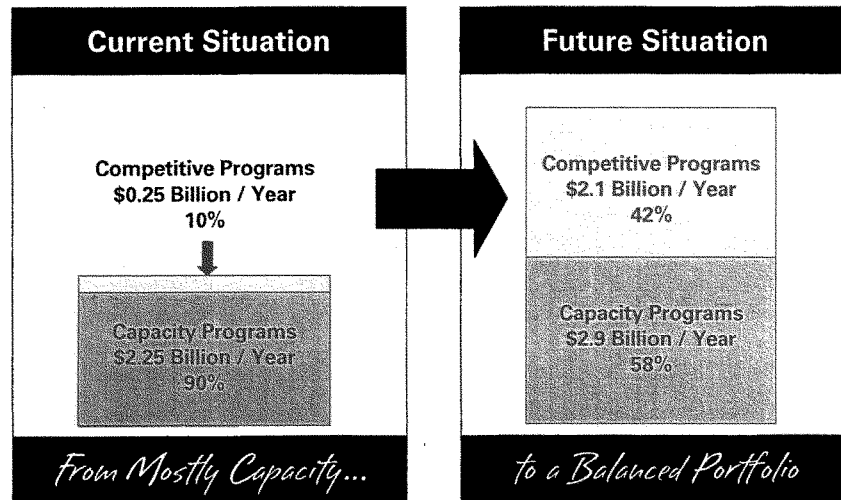 Current Situation
Competitive Programs
$0.25 Billion / Year
10%
Capacity Programs
$2.25 Billion / Year
90%
From Mostly Capacity...
Future Situation
Competitive Programs
$2.1 Billion / Year
42%
Capacity Programs
$2.9 Billion / Year
58%
to a Balanced Portfolio